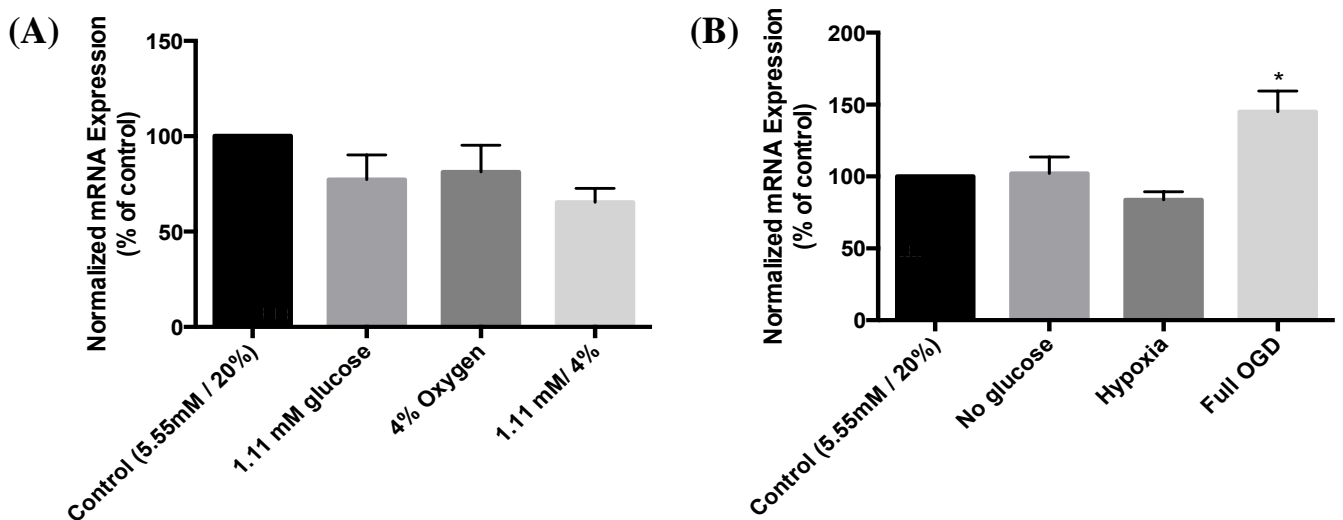 (A)
Normalized mRNA Expression
(% of control)
150
100
50
0
Control (5.55mM / 20%)
1.11 mM glucose
4% Oxygen
1.11 mM/ 4%
(B)
Normalized mRNA Expression
(% of control)
200
150
100
50
0
*
Control (5.55mM / 20%)
No glucose
Hypoxia
Full OGD